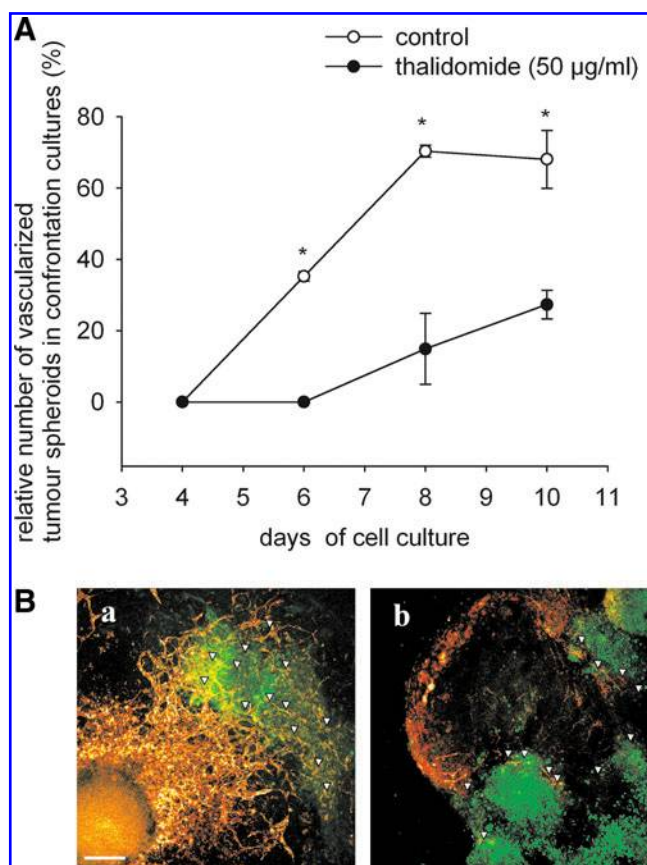 A
control
thalidomide (50 µg/ml)
relative number of vascularized
tumour spheroids in confrontation cultures (%)
80
60
40
20
0
*
*
*
3 4 5 6 7 8 9 10 11
days of cell culture
B
a
b